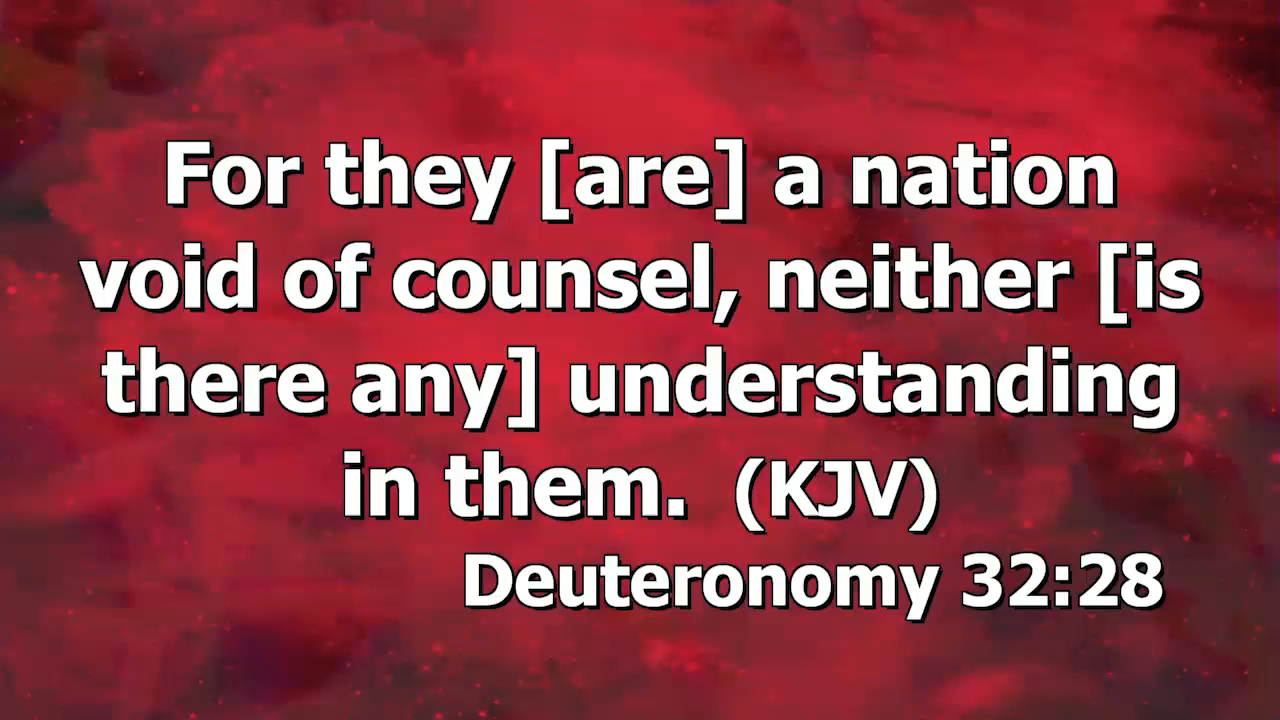 For they [are] a nation
void of counsel, neither [is
there any] understanding
in them. (KJV)
Deuteronomy 32:28